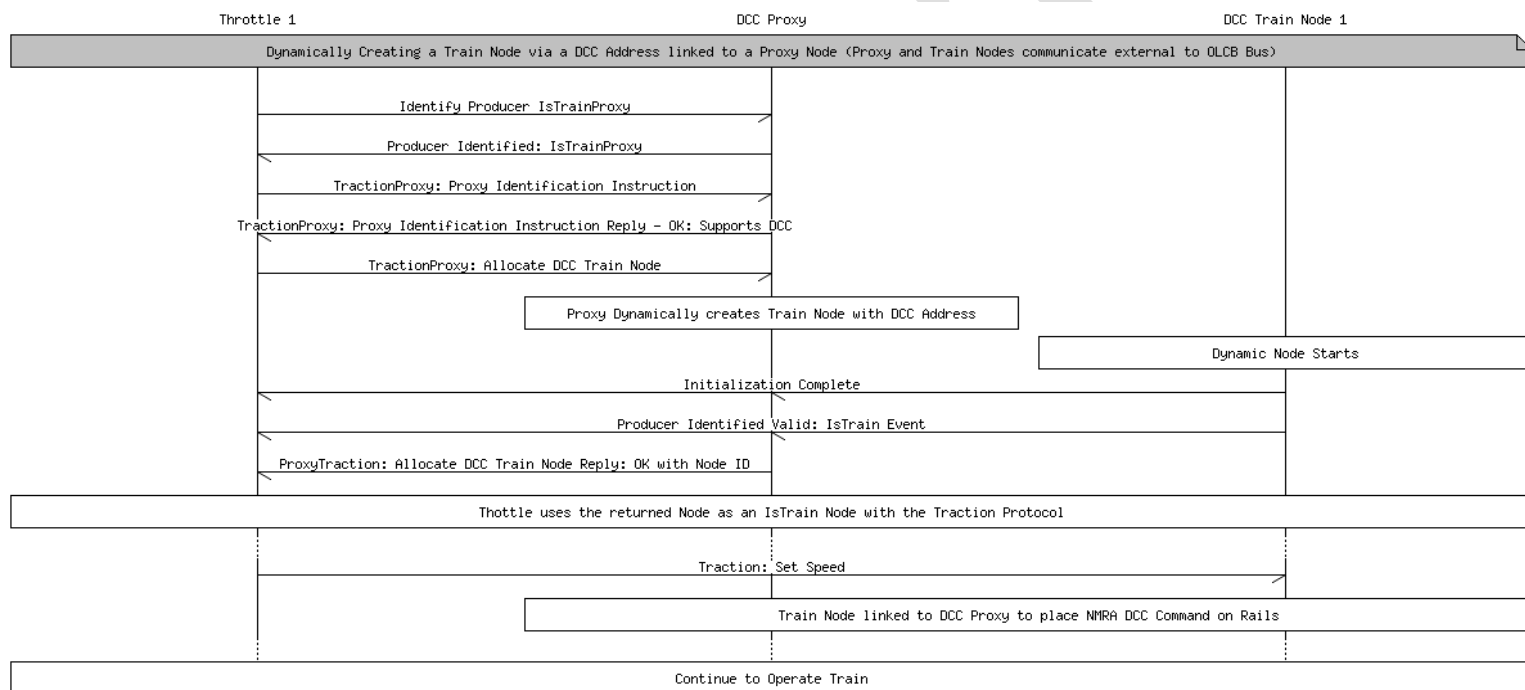 Throttle 1 DCC Proxy DCC Train Node 1
Dynamically Creating a Train Node via a DCC Address linked to a Proxy Node (Proxy and Train Nodes communicate external to OLCB Bus)
Identify Producer IsTrainProxy
Producer Identified: IsTrainProxy
TractionProxy: Proxy Identification Instruction
TractionProxy: Proxy Identification Instruction Reply - OK: Supports DCC
TractionProxy: Allocate DCC Train Node
Proxy Dynamically creates Train Node with DCC Address
Dynamic Node Starts
Initialization Complete
Producer Identified Valid: IsTrain Event
ProxyTraction: Allocate DCC Train Node Reply: OK with Node ID
Thottle uses the returned Node as an IsTrain Node with the Traction Protocol
Traction: Set Speed
Train Node linked to DCC Proxy to place NMRA DCC Command on Rails
Continue to Operate Train